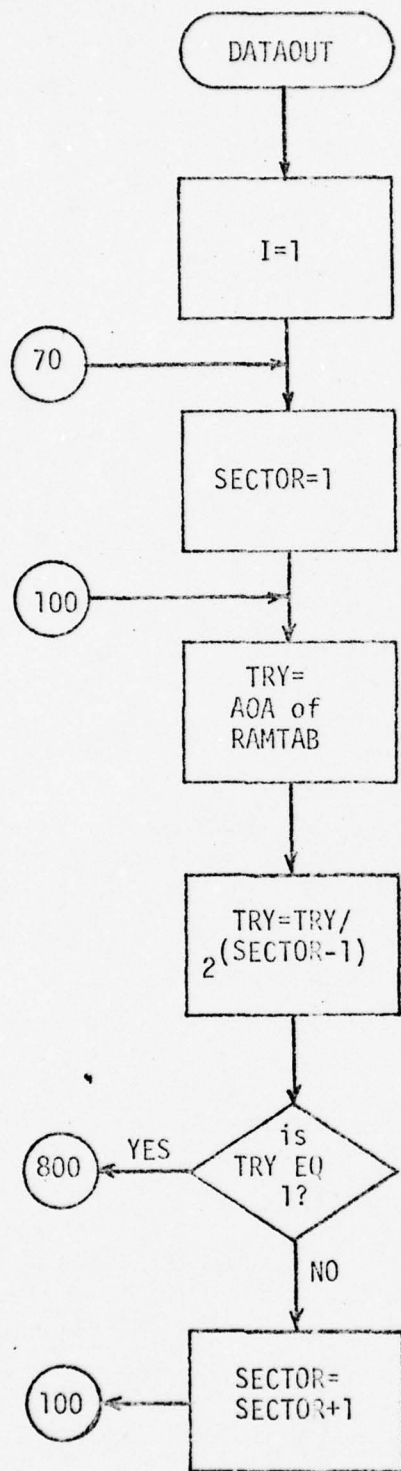 DATAOUT
I=1
70
SECTOR=1
100
TRY=
AOA of
RAMTAB
TRY=TRY/
2(SECTOR-1)
is
TRY EQ
1?
YES
800
NO
SECTOR=
SECTOR+1
100